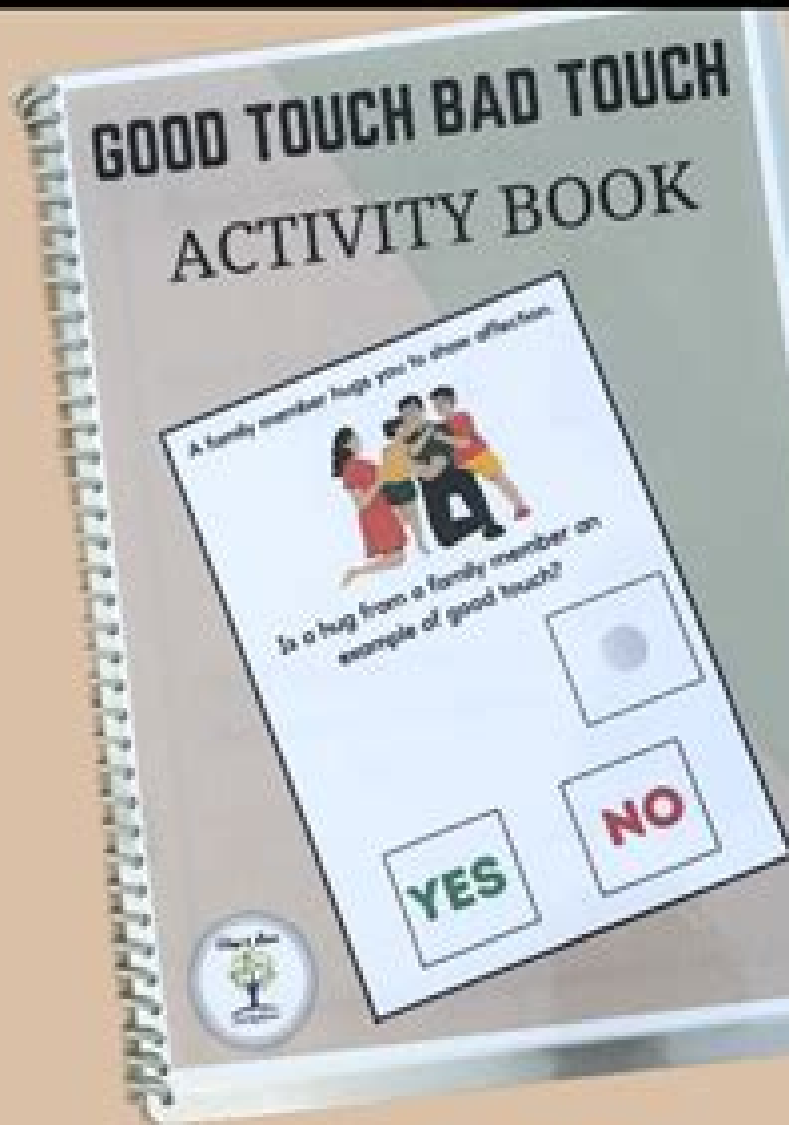 GOOD TOUCH BAD TOUCH
ACTIVITY BOOK
A family member hugs you to show affection.
Is a hug from a family member an
example of good touch?
YES
NO